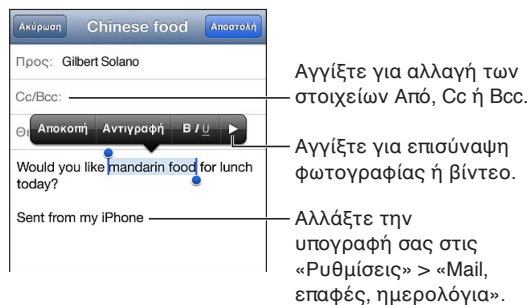 Ακύρωση Chinese food Αποστολή
Προς: Gilbert Solano
Cc/Bcc:
Θέ
Αποκοπή Αντιγραφή B I U
Would you like mandarin food for lunch
today?
Sent from my iPhone
Αγγίξτε για αλλαγή των
στοιχείων Από, Cc ή Bcc.
Αγγίξτε για επισύναψη
φωτογραφίας ή βίντεο.
Αλλάξτε την
υπογραφή σας στις
«Ρυθμίσεις» > «Mail,
επαφές, ημερολόγια».